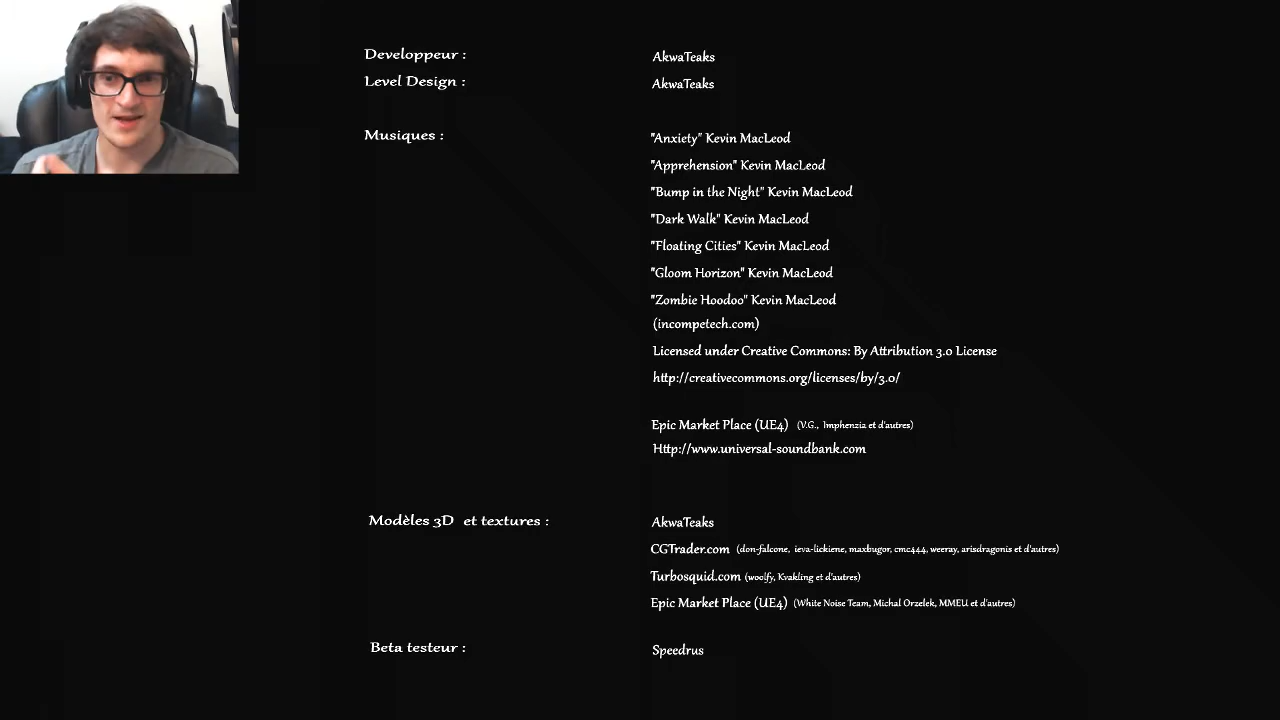 Developpeur : AkwaTeaks
Level Design : AkwaTeaks
Musiques : "Anxiety" Kevin MacLeod
"Apprehension" Kevin MacLeod
"Bump in the Night" Kevin MacLeod
"Dark Walk" Kevin MacLeod
"Floating Cities" Kevin MacLeod
"Gloom Horizon" Kevin MacLeod
"Zombie Hoodoo" Kevin MacLeod
(incompetech.com)
Licensed under Creative Commons: By Attribution 3.0 License
http://creativecommons.org/licenses/by/3.0/
Epic Market Place (UE4) (V.G., Imphenzia et d'autres)
Http://www.universal-soundbank.com
Modèles 3D et textures : AkwaTeaks
CGTrader.com (don-falcone, ieva-lickiene, maxbugor, cmc444, weeray, arisdragonis et d'autres)
Turbosquid.com (woolfy, Kvakling et d'autres)
Epic Market Place (UE4) (White Noise Team, Michal Orzelek, MMEU et d'autres)
Beta testeur : Speedrus